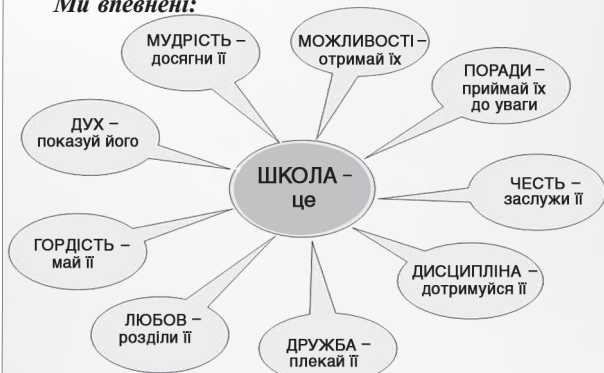 Ми впевнені:
МУДРІСТЬ –
досягни її
МОЖЛИВОСТІ –
отримай їх
ПОРАДИ –
приймай їх
до уваги
ЧЕСТЬ –
заслужи її
ДИСЦИПЛІНА –
дотримуйся її
ДРУЖБА –
плекай її
ЛЮБОВ –
розділи її
ГОРДІСТЬ –
май її
ДУХ –
показуй його
ШКОЛА –
це